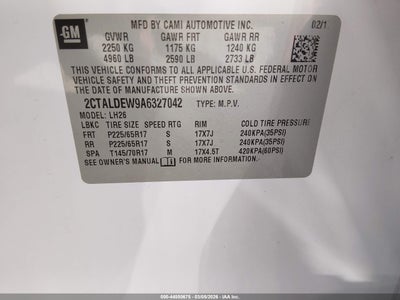 GM
MFD BY CAMI AUTOMOTIVE INC. 02/1
GVWR GAWR FRT GAWR RR
2250 KG 1175 KG 1240 KG
4960 LB 2590 LB 2733 LB
THIS VEHICLE CONFORMS TO ALL APPLICABLE U.S. FEDERAL MOTOR
VEHICLE SAFETY AND THEFT PREVENTION STANDARDS IN EFFECT ON
THE DATE OF MANUFACTURE SHOWN ABOVE.
2CTALDEW9A6327042 TYPE: M.P.V.
MODEL: LH26
LBKC TIRE SIZE SPEED RTG RIM COLD TIRE PRESSURE
FRT P225/65R17 S 17X7J 240KPA(35PSI)
RR P225/65R17 S 17X7J 240KPA(35PSI)
SPA T145/70R17 M 17X4.5T 420KPA(60PSI)
SEE OWNER'S MANUAL FOR ADDITIONAL INFORMATION.